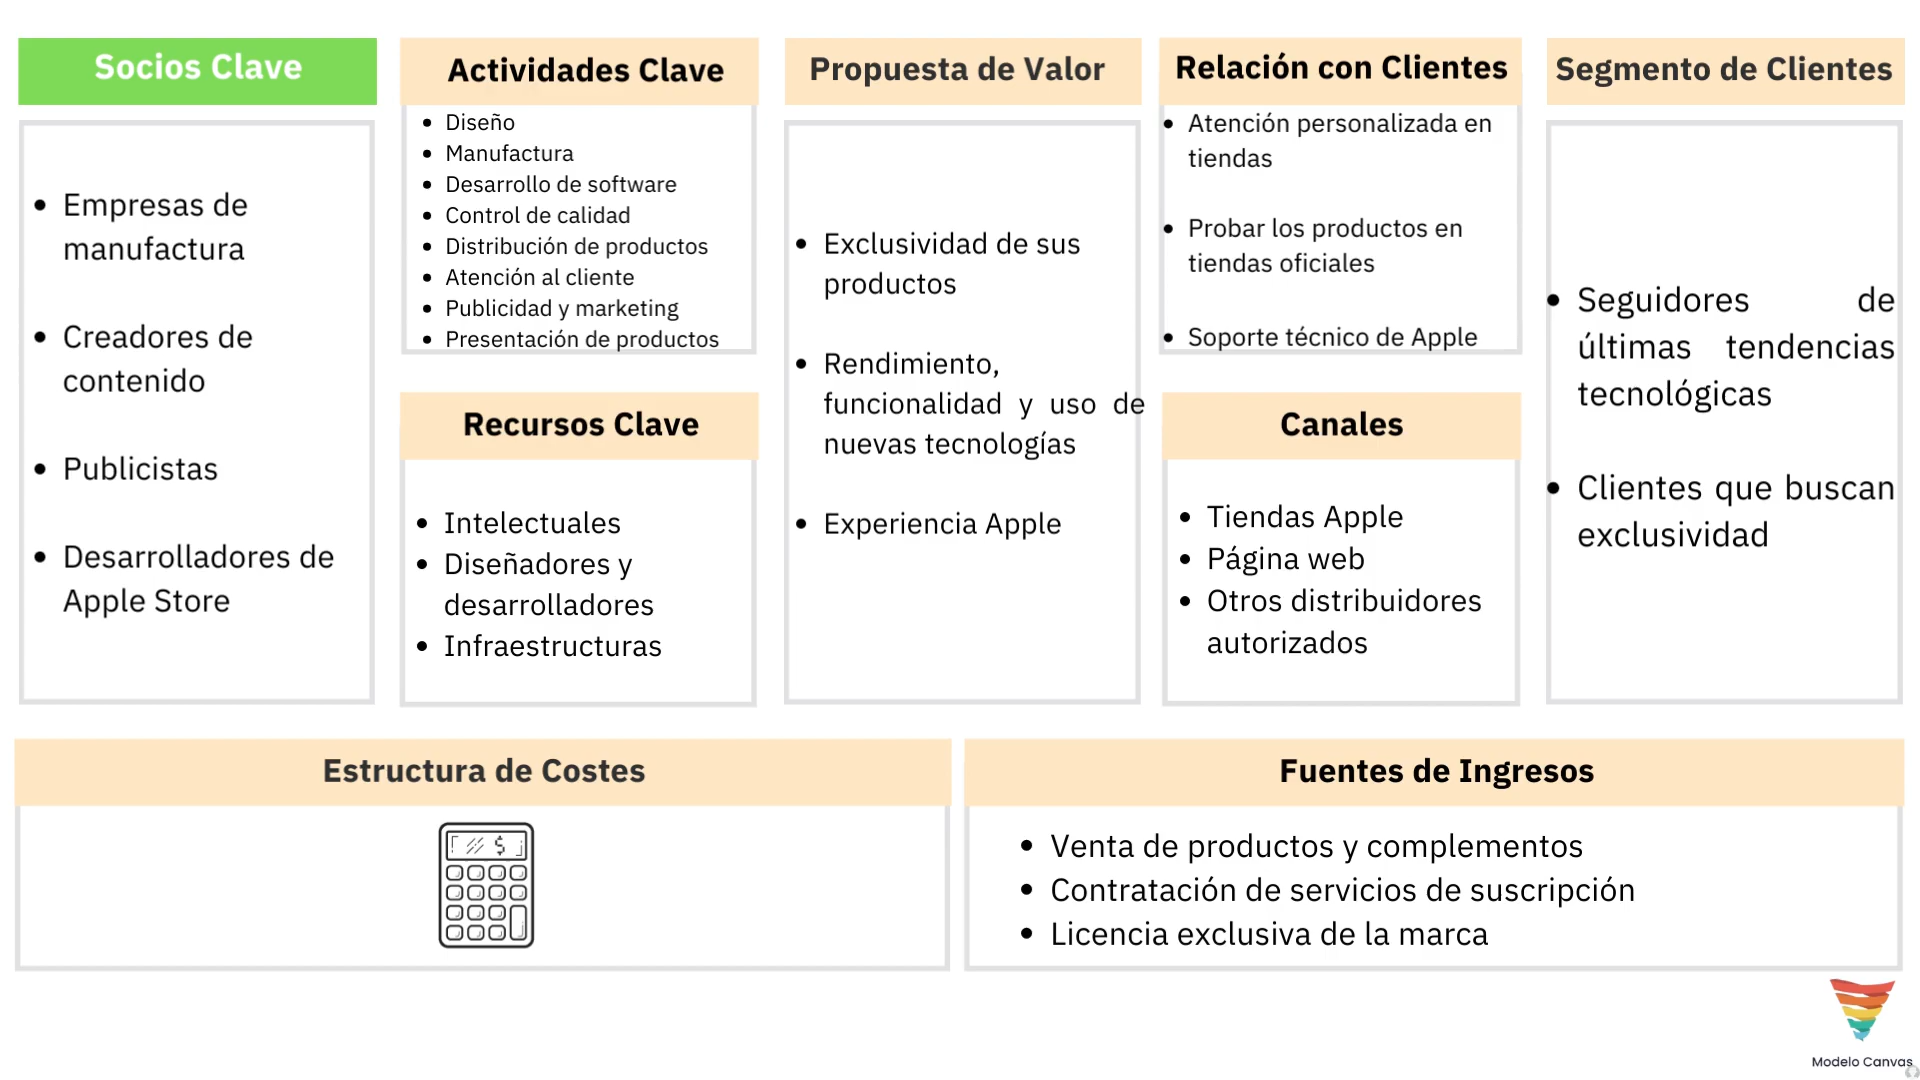 Socios Clave
Empresas de
manufactura
Creadores de
contenido
Publicistas
Desarrolladores de
Apple Store
Actividades Clave
Diseño
Manufactura
Desarrollo de software
Control de calidad
Distribución de productos
Atención al cliente
Publicidad y marketing
Presentación de productos
Recursos Clave
Intelectuales
Diseñadores y
desarrolladores
Infraestructuras
Propuesta de Valor
Exclusividad de sus
productos
Rendimiento,
funcionalidad y uso de
nuevas tecnologías
Experiencia Apple
Relación con Clientes
Atención personalizada en
tiendas
Probar los productos en
tiendas oficiales
Soporte técnico de Apple
Canales
Tiendas Apple
Página web
Otros distribuidores
autorizados
Segmento de Clientes
Seguidores de
últimas tendencias
tecnológicas
Clientes que buscan
exclusividad
Estructura de Costes
$
Fuentes de Ingresos
Venta de productos y complementos
Contratación de servicios de suscripción
Licencia exclusiva de la marca
Modelo Canvas